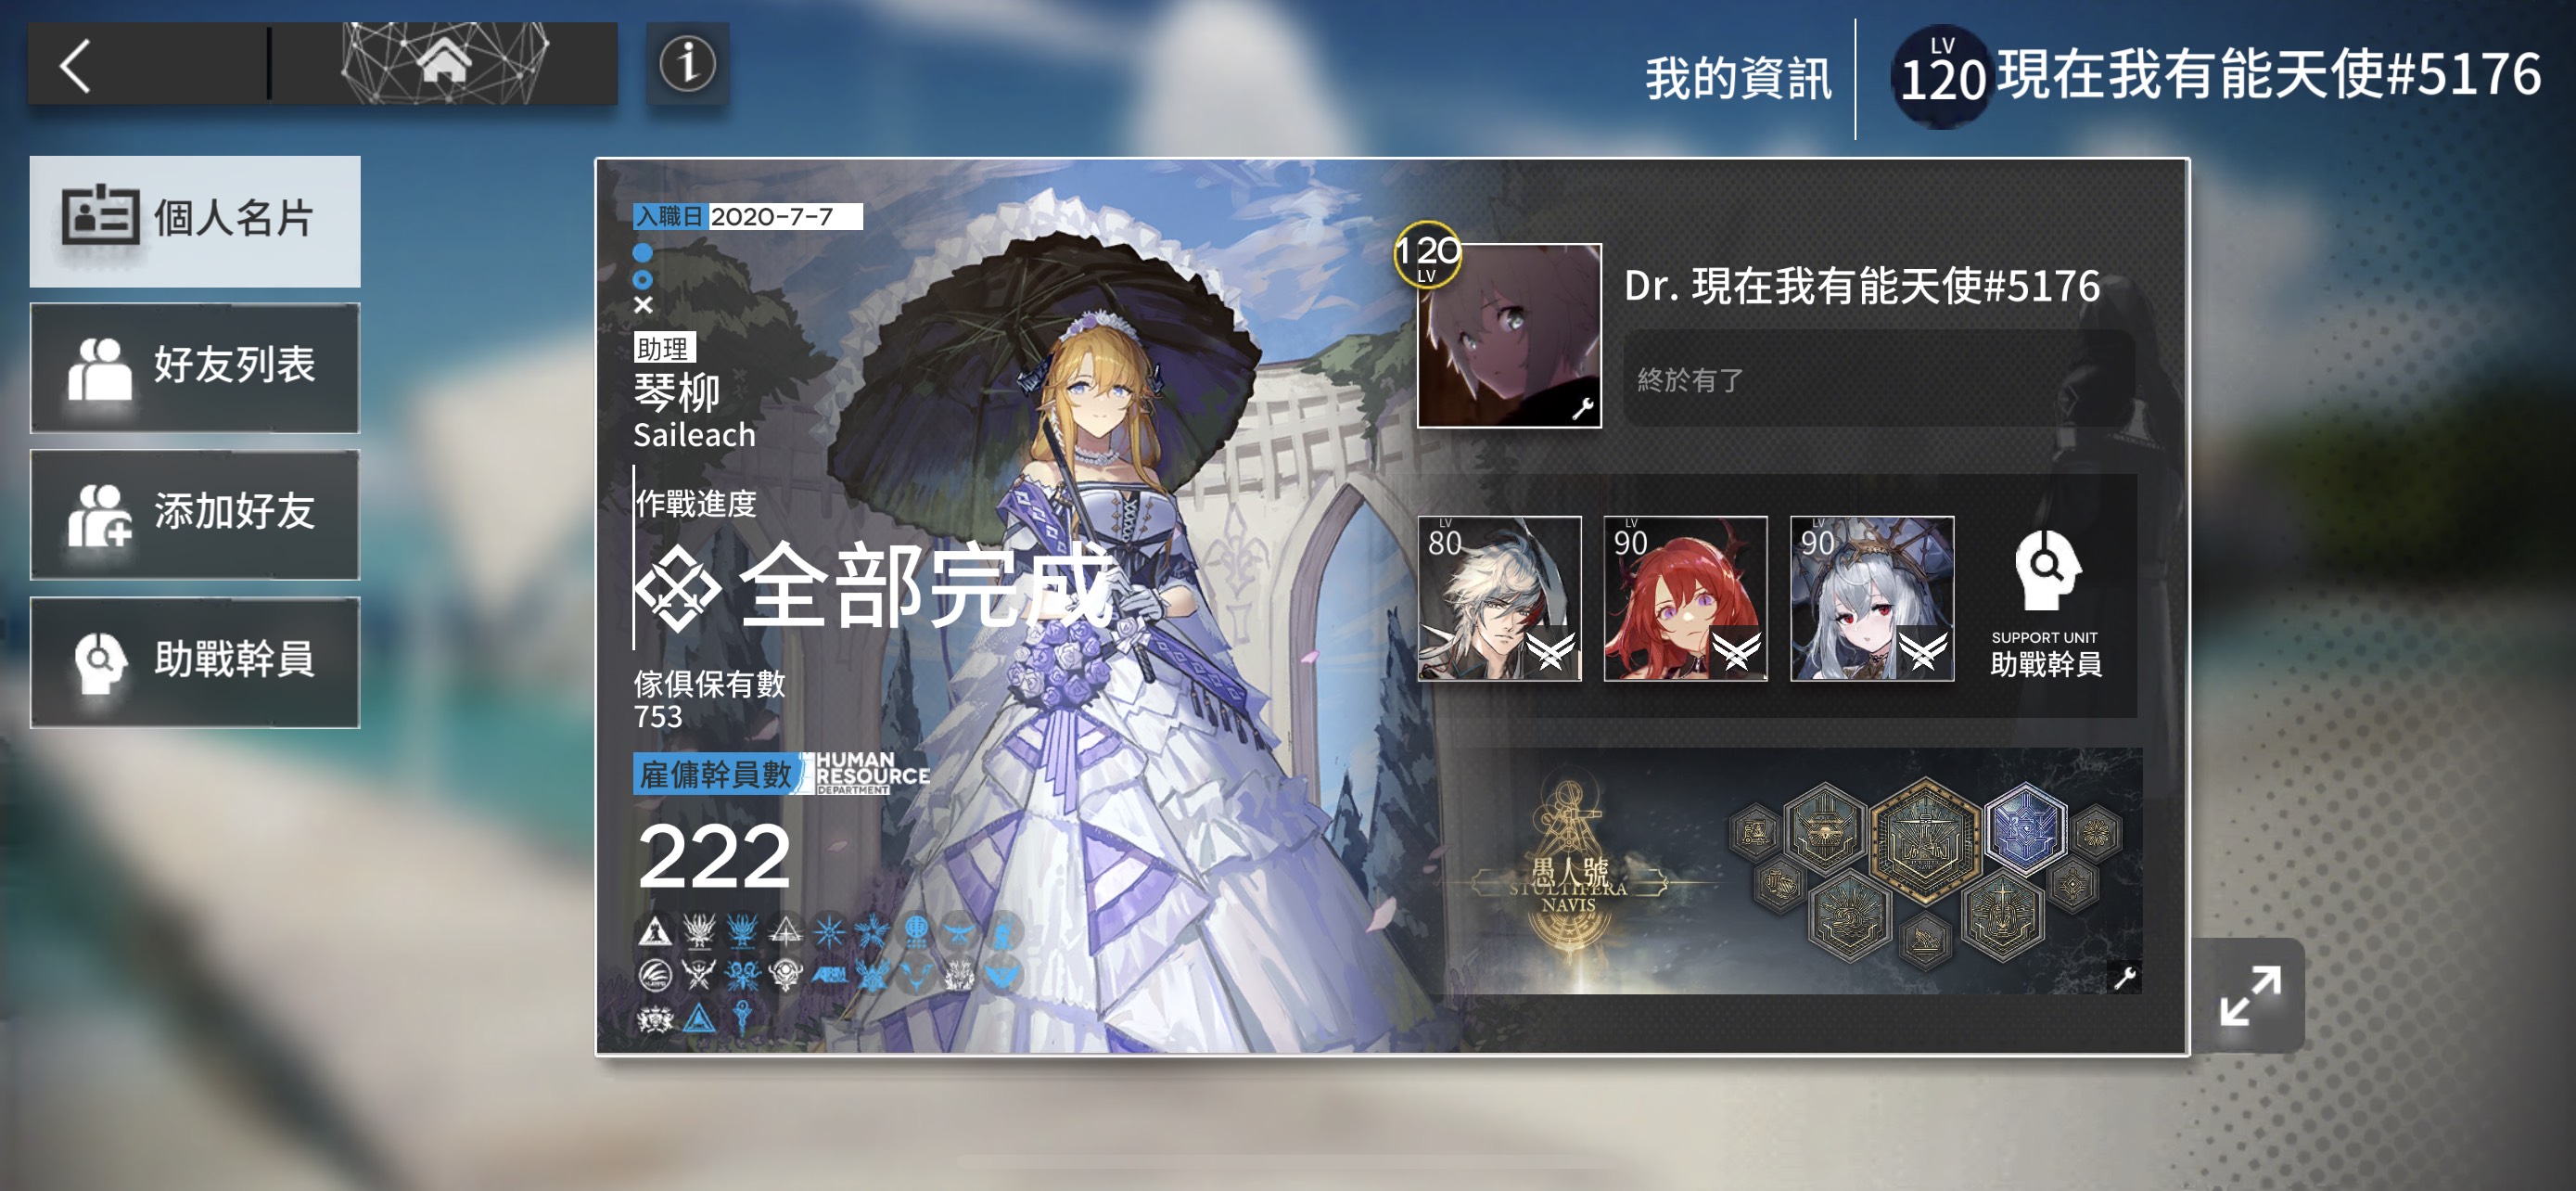 我的資訊
LV
120
現在我有能天使#5176
個人名片
好友列表
添加好友
助戰幹員
入職日 2020-7-7
助理
琴柳
Saileach
作戰進度
全部完成
傢俱保有數
753
雇傭幹員數
HUMAN
RESOURCE
DEPARTMENT
222
120
LV
Dr. 現在我有能天使#5176
終於有了
LV
80
LV
90
LV
90
SUPPORT UNIT
助戰幹員
愚人號
STULTIFERA
NAVIS